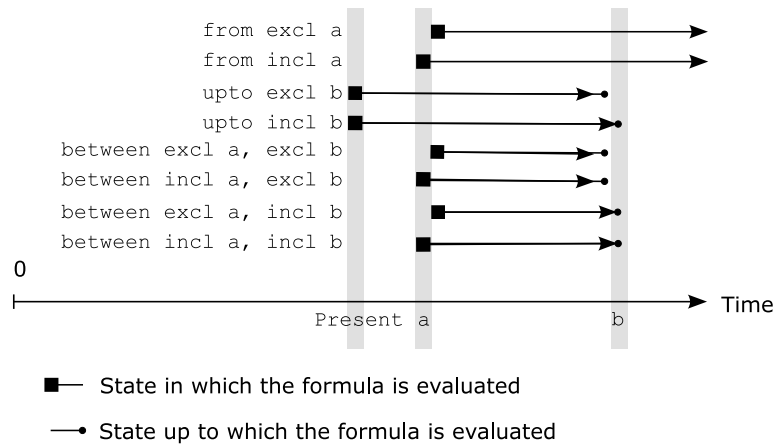 from excl a
from incl a
upto excl b
upto incl b
between excl a, excl b
between incl a, excl b
between excl a, incl b
between incl a, incl b
0
Time
Present a b
State in which the formula is evaluated
State up to which the formula is evaluated